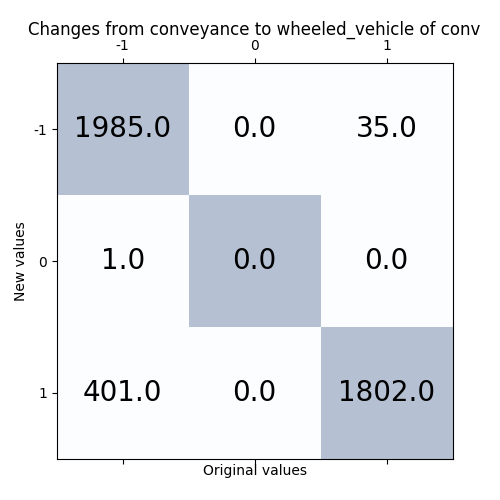 Changes from conveyance to wheeled_vehicle of conv
-1 0 1
-1 1985.0 0.0 35.0
0 1.0 0.0 0.0
1 401.0 0.0 1802.0
New values
Original values